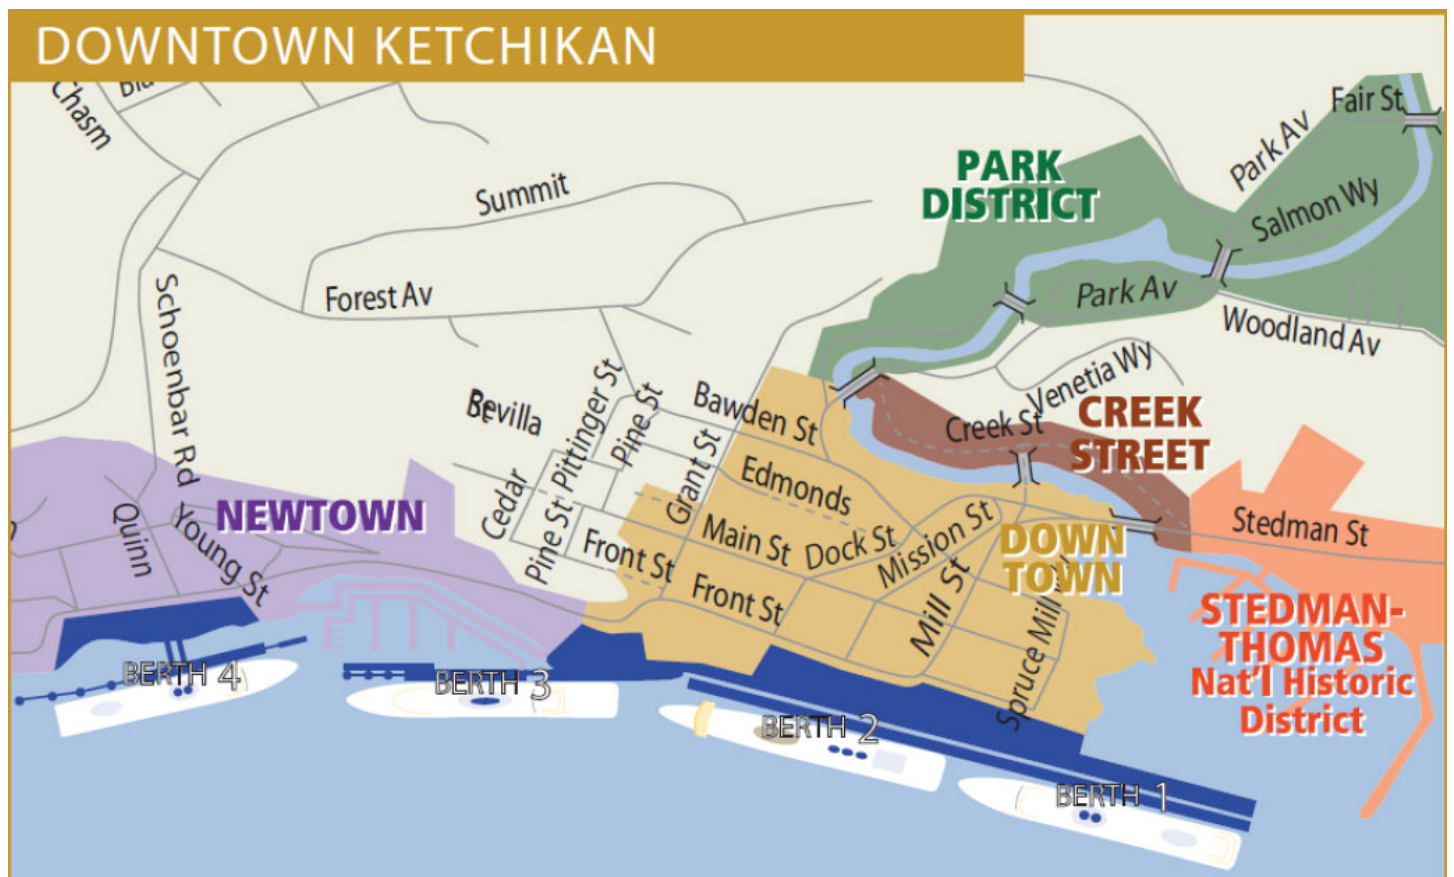 DOWNTOWN KETCHIKAN
Chasm
Fair St
Park Av
PARK
DISTRICT
Summit
Salmon Wy
Forest Av
Park Av
Schoenbar Rd
Woodland Av
Venetia Wy
Revilla
St
Pittinger St
Pine St
Bawden St
Creek St
CREEK
STREET
Grant St
Edmonds
Cedar
NEWTOWN
Quinn
Young St
Pine St
Front St
Main St
Dock St
Mission St
DOWN
TOWN
Stedman St
Front St
Mill St
Spruce Mill
STEDMAN-
THOMAS
Nat'l Historic
District
BERTH 4
BERTH 3
BERTH 2
BERTH 1